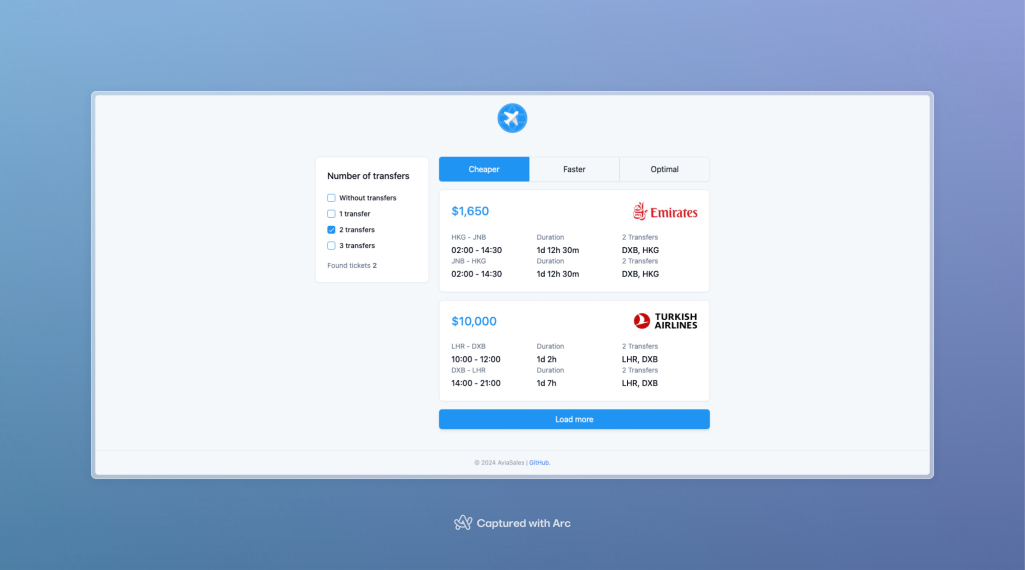 Number of transfers
Without transfers
1 transfer
2 transfers
3 transfers
Found tickets 2
Cheaper Faster Optimal
$1,650 Emirates
HKG - JNB Duration 2 Transfers
02:00 - 14:30 1d 12h 30m DXB, HKG
JNB - HKG Duration 2 Transfers
02:00 - 14:30 1d 12h 30m DXB, HKG
$10,000 TURKISH AIRLINES
LHR - DXB Duration 2 Transfers
10:00 - 12:00 1d 2h LHR, DXB
DXB - LHR Duration 2 Transfers
14:00 - 21:00 1d 7h LHR, DXB
Load more
© 2024 AviaSales | GitHub.
Captured with Arc